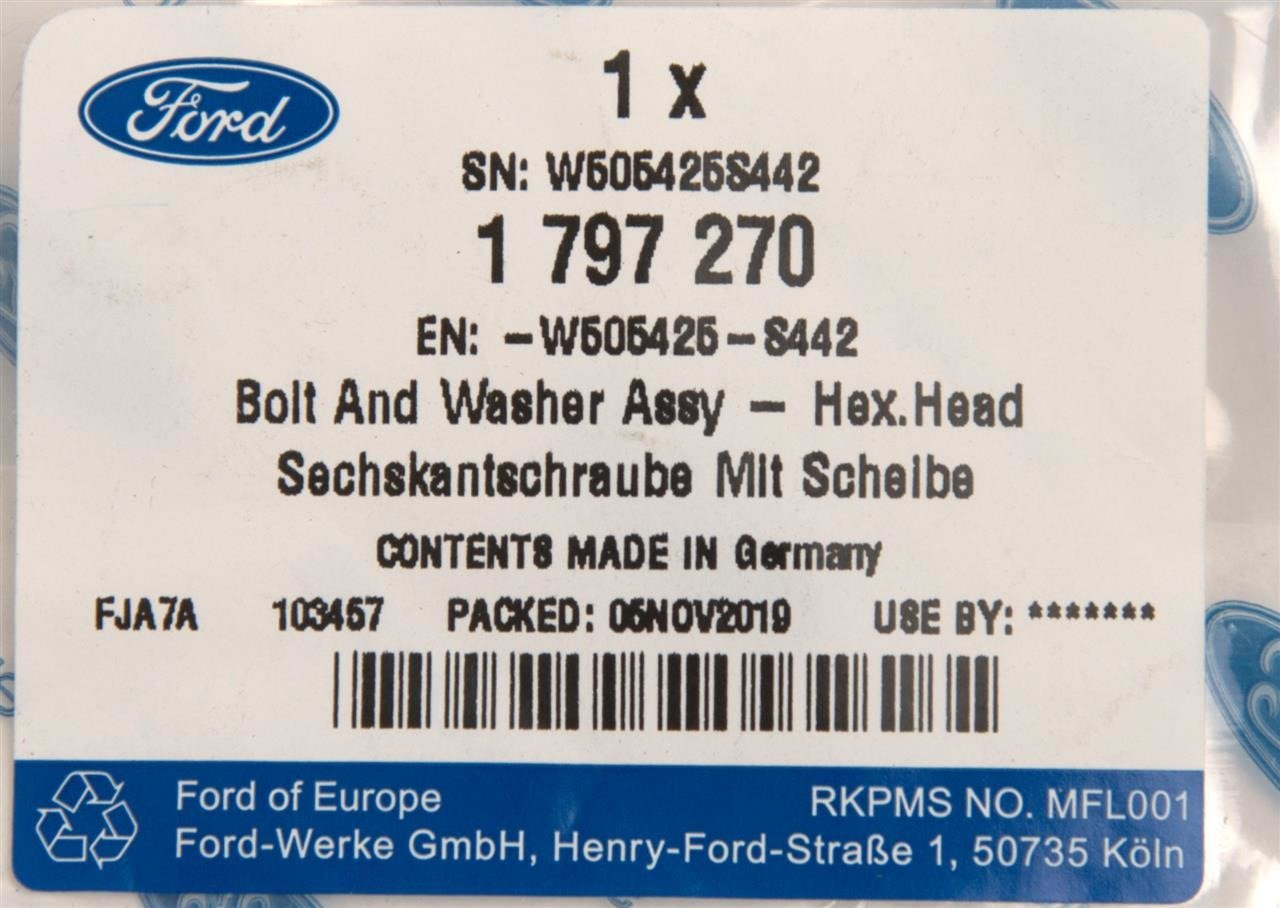 Ford
1 x
SN: W505425S442
1 797 270
EN: -W505425-S442
Bolt And Washer Assy - Hex.Head
Sechskantschraube Mit Scheibe
CONTENTS MADE IN Germany
FJA7A 103457 PACKED: 05NOV2019 USE BY: *******
Ford of Europe RKPMS NO. MFL001
Ford-Werke GmbH, Henry-Ford-Straße 1, 50735 Köln